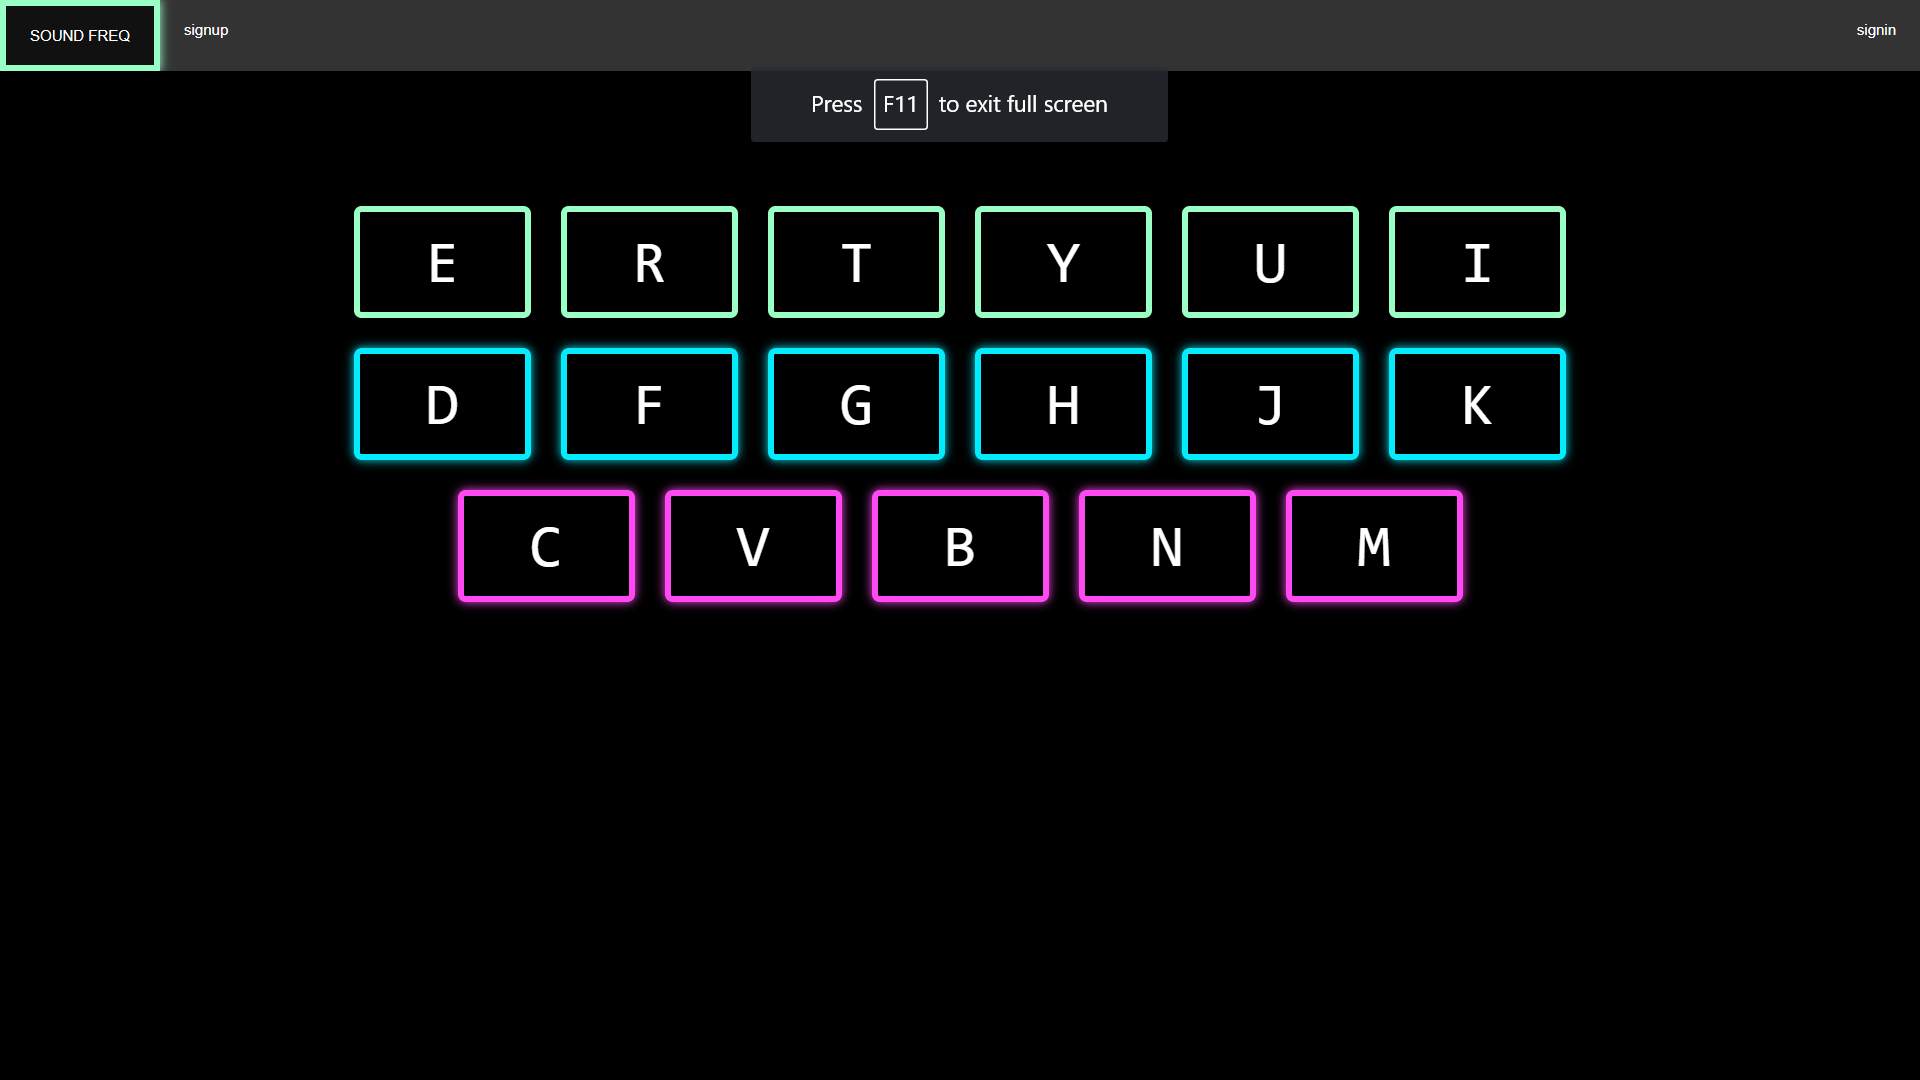 SOUND FREQ signup signin
Press F11 to exit full screen
E R T Y U I
D F G H J K
C V B N M